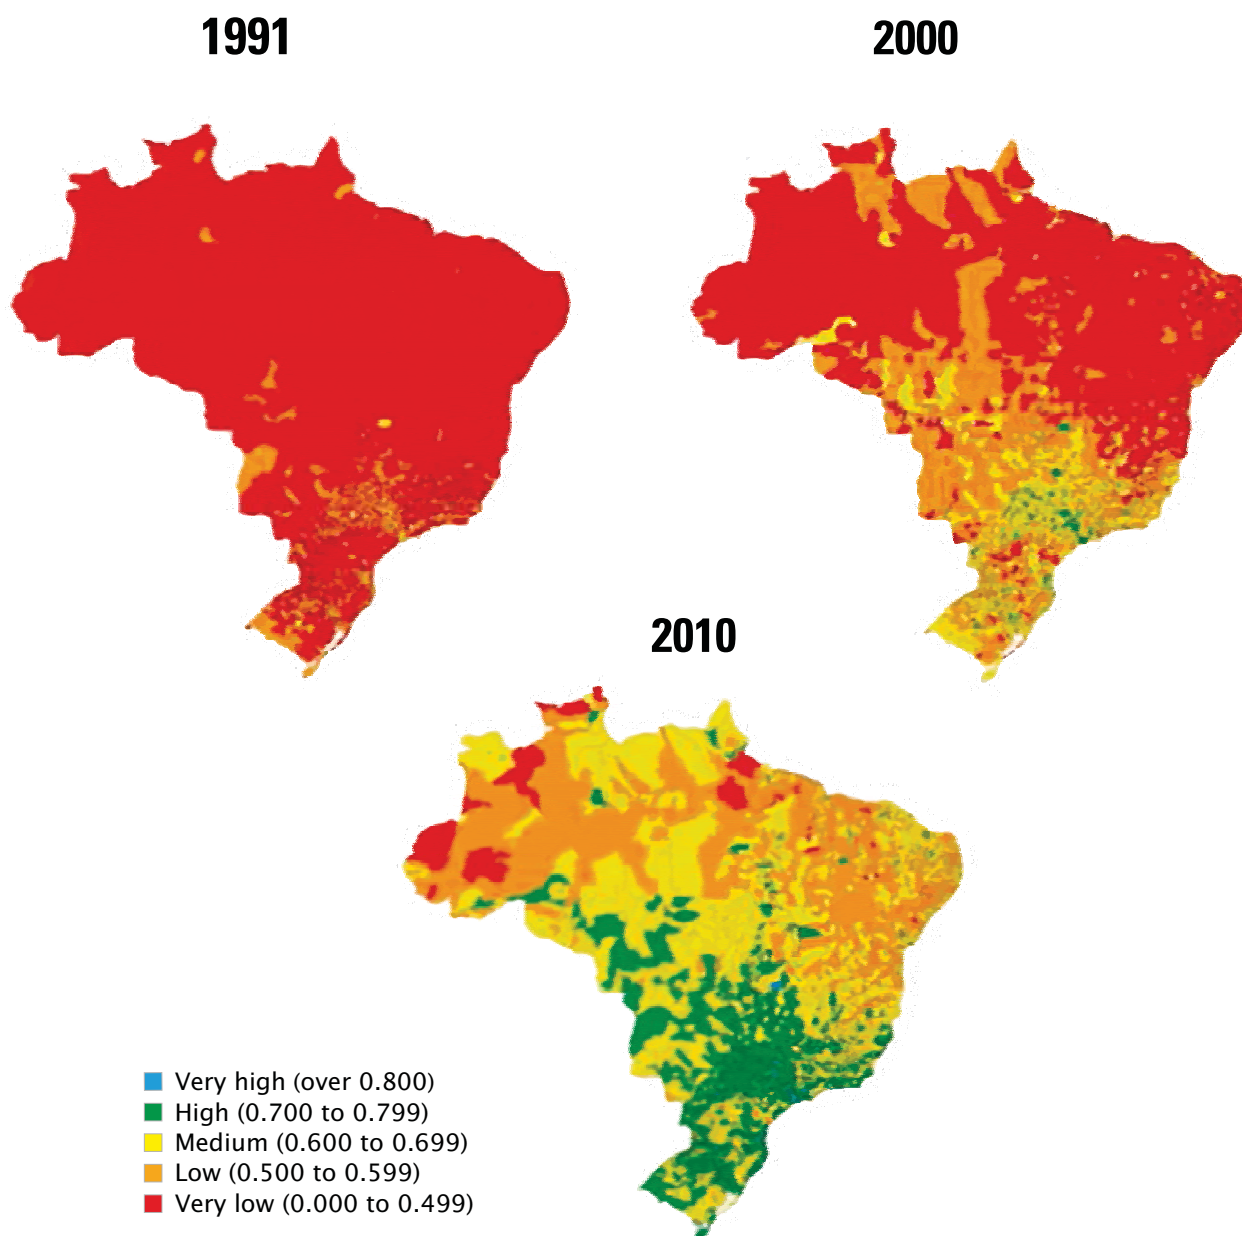 1991
2000
2010
Very high (over 0.800)
High (0.700 to 0.799)
Medium (0.600 to 0.699)
Low (0.500 to 0.599)
Very low (0.000 to 0.499)